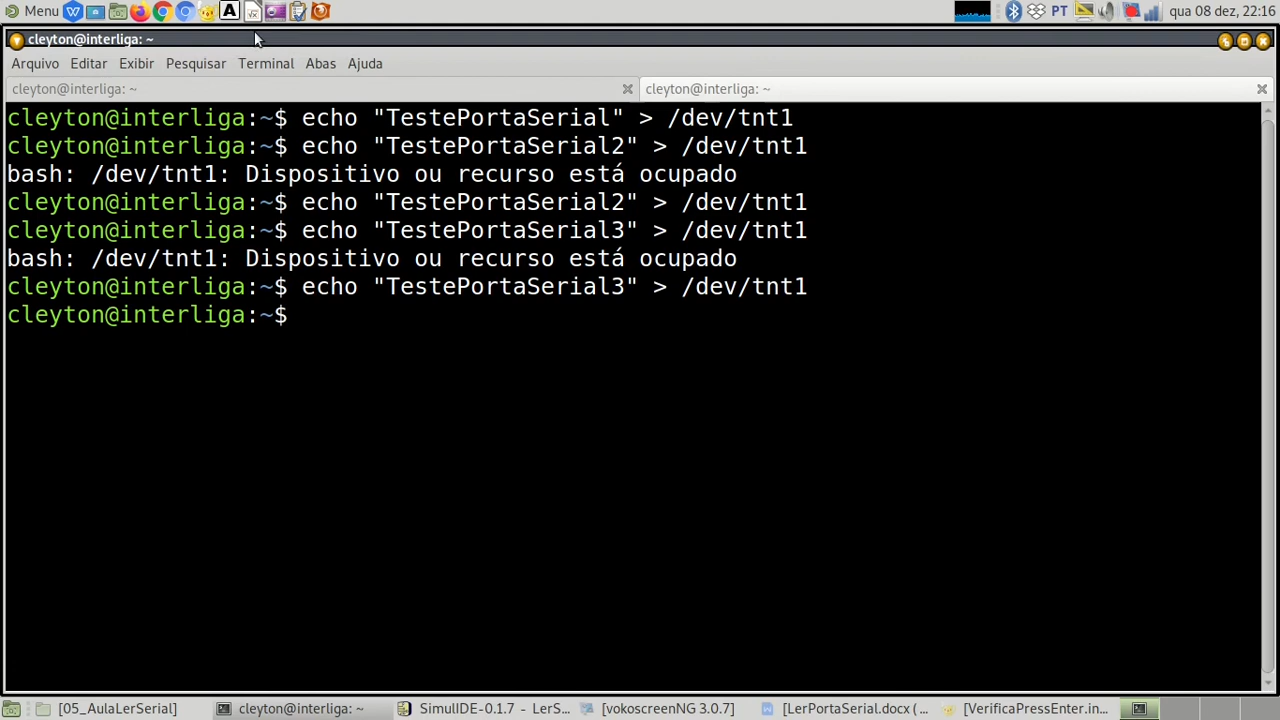 Menu
A
PT
qua 08 dez, 22:16
cleyton@interliga: ~
Arquivo Editar Exibir Pesquisar Terminal Abas Ajuda
cleyton@interliga: ~
cleyton@interliga: ~
cleyton@interliga:~$ echo "TestePortaSerial" > /dev/tnt1
cleyton@interliga:~$ echo "TestePortaSerial2" > /dev/tnt1
bash: /dev/tnt1: Dispositivo ou recurso está ocupado
cleyton@interliga:~$ echo "TestePortaSerial2" > /dev/tnt1
cleyton@interliga:~$ echo "TestePortaSerial3" > /dev/tnt1
bash: /dev/tnt1: Dispositivo ou recurso está ocupado
cleyton@interliga:~$ echo "TestePortaSerial3" > /dev/tnt1
cleyton@interliga:~$
[05_AulaLerSerial]
cleyton@interliga: ~
SimulIDE-0.1.7 - LerS...
[vokoscreenNG 3.0.7]
[LerPortaSerial.docx (...
[VerificaPressEnter.in...